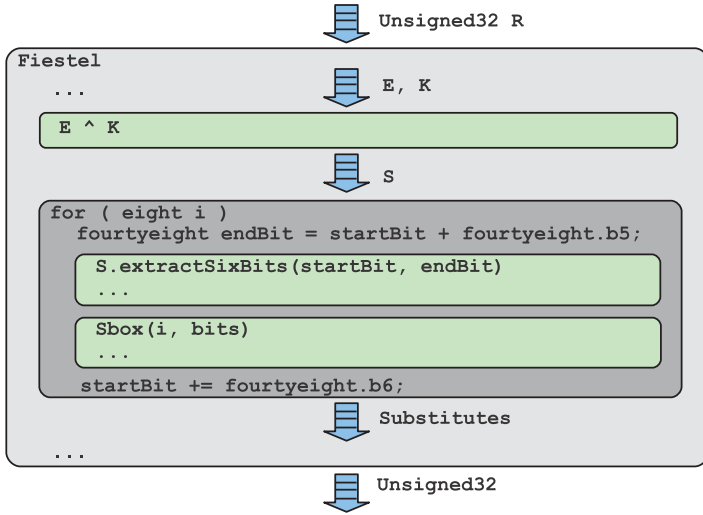 Unsigned32 R
Fiestel
...
E, K
E ^ K
S
for ( eight i )
fourtyeight endBit = startBit + fourtyeight.b5;
S.extractSixBits(startBit, endBit)
...
Sbox(i, bits)
...
startBit += fourtyeight.b6;
Substitutes
...
Unsigned32